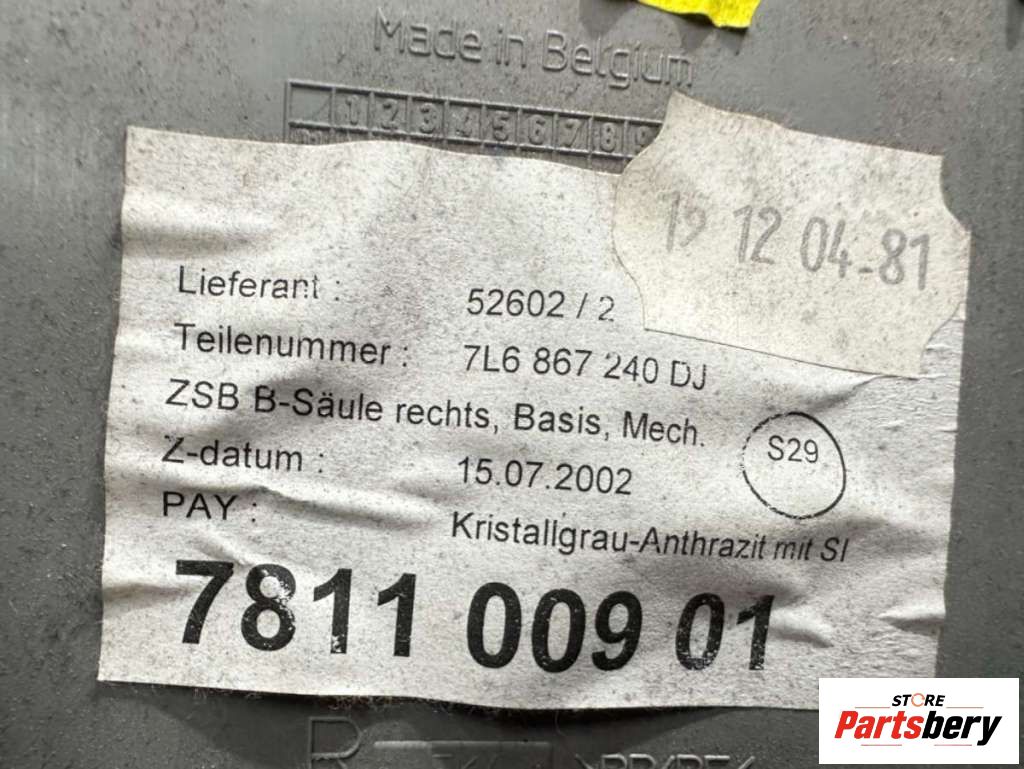 Made in Belgium
1 2 3 4 5 6 7 8 9
12 04-81
Lieferant : 52602 / 2
Teilenummer : 7L6 867 240 DJ
ZSB B-Säule rechts, Basis, Mech.
S29
Z-datum : 15.07.2002
PAY : Kristallgrau-Anthrazit mit SI
7811 009 01
R
STORE
Partsbery